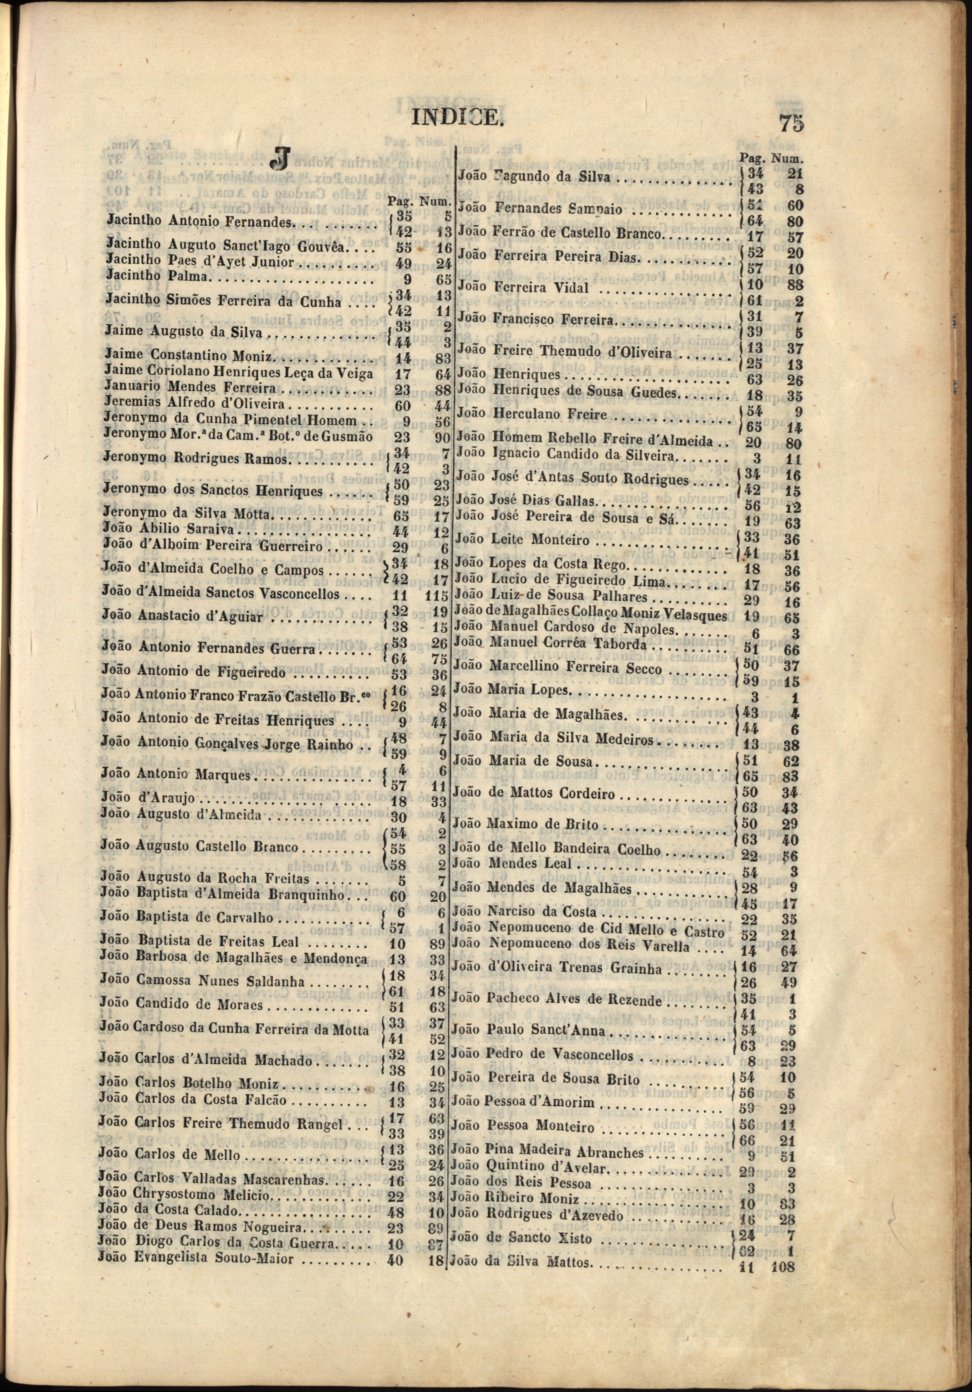 INDICE.
75
J
Pag. Num.
Jacintho Antonio Fernandes. . . . . . . . . { 35 5
42 13
Jacintho Auguto Sanct'Iago Gouvêa. . . . 55 16
Jacintho Paes d'Ayet Junior . . . . . . . . . . 49 24
Jacintho Palma. . . . . . . . . . . . . . . . . . . . . 9 65
Jacintho Simões Ferreira da Cunha . . . . { 34 13
42 11
Jaime Augusto da Silva . . . . . . . . . . . . . . { 35 2
44 3
Jaime Constantino Moniz. . . . . . . . . . . . . 14 83
Jaime Coriolano Henriques Leça da Veiga 17 64
Januario Mendes Ferreira . . . . . . . . . . . . 23 88
Jeremias Alfredo d'Oliveira . . . . . . . . . . . 60 44
Jeronymo da Cunha Pimentel Homem . . 9 56
Jeronymo Mor.ª da Cam.ª Bot.º de Gusmão 23 90
Jeronymo Rodrigues Ramos. . . . . . . . . . . { 34 7
42 3
Jeronymo dos Sanctos Henriques . . . . . . { 50 23
59 25
Jeronymo da Silva Motta. . . . . . . . . . . . . 65 17
João Abilio Saraiva . . . . . . . . . . . . . . . . . 44 12
João d'Alboim Pereira Guerreiro . . . . . . 29 6
João d'Almeida Coelho e Campos . . . . . . { 34 18
42 17
João d'Almeida Sanctos Vasconcellos . . . . 11 115
João Anastacio d'Aguiar . . . . . . . . . . . . . { 32 19
38 15
João Antonio Fernandes Guerra . . . . . . . { 53 26
64 75
João Antonio de Figueiredo . . . . . . . . . . 53 36
João Antonio Franco Frazão Castello Br.co { 16 24
26 8
João Antonio de Freitas Henriques . . . . 9 44
João Antonio Gonçalves Jorge Rainho . . { 48 7
59 9
João Antonio Marques . . . . . . . . . . . . . . . { 4 6
57 11
João d'Araujo . . . . . . . . . . . . . . . . . . . . 18 33
João Augusto d'Almeida . . . . . . . . . . . . . 30 4
João Augusto Castello Branco . . . . . . . . . { 54 2
55 3
58 2
João Augusto da Rocha Freitas . . . . . . . 5 7
João Baptista d'Almeida Branquinho. . . 60 20
João Baptista de Carvalho . . . . . . . . . . . . { 6 6
57 1
João Baptista de Freitas Leal . . . . . . . . 10 89
João Barbosa de Magalhães e Mendonça 13 33
João Camossa Nunes Saldanha . . . . . . . . { 18 34
61 18
João Candido de Moraes . . . . . . . . . . . . . 51 63
João Cardoso da Cunha Ferreira da Motta { 33 37
41 52
João Carlos d'Almeida Machado . . . . . . . { 32 12
38 10
João Carlos Botelho Moniz . . . . . . . . . . . 16 25
João Carlos da Costa Falcão . . . . . . . . . . 13 34
João Carlos Freire Themudo Rangel . . . { 17 63
33 39
João Carlos de Mello . . . . . . . . . . . . . . . . { 13 36
25 24
João Carlos Valladas Mascarenhas. . . . . . 16 26
João Chrysostomo Melicio. . . . . . . . . . . . . 22 34
João da Costa Calado. . . . . . . . . . . . . . . . . 48 10
João de Deus Ramos Nogueira. . . . . . . . . 23 89
João Diogo Carlos da Costa Guerra. . . . . 10 87
João Evangelista Souto-Maior . . . . . . . . . 40 18
Pag. Num.
João Fagundo da Silva . . . . . . . . . . . . . . . { 34 21
43 8
João Fernandes Sampaio . . . . . . . . . . . . . { 51 60
64 80
João Ferrão de Castello Branco. . . . . . . . . 17 57
João Ferreira Pereira Dias. . . . . . . . . . . . . { 52 20
57 10
João Ferreira Vidal . . . . . . . . . . . . . . . . . { 10 88
61 2
João Francisco Ferreira. . . . . . . . . . . . . . . { 31 7
39 5
João Freire Themudo d'Oliveira . . . . . . . { 13 37
25 13
João Henriques . . . . . . . . . . . . . . . . . . . . . 63 26
João Henriques de Sousa Guedes. . . . . . . 18 35
João Herculano Freire . . . . . . . . . . . . . . . { 54 9
65 14
João Homem Rebello Freire d'Almeida . . 20 80
João Ignacio Candido da Silveira. . . . . . . 3 11
João José d'Antas Souto Rodrigues . . . . . { 34 16
42 15
João José Dias Gallas. . . . . . . . . . . . . . . . . 56 12
João José Pereira de Sousa e Sá. . . . . . . 19 63
João Leite Monteiro . . . . . . . . . . . . . . . . . { 33 36
41 51
João Lopes da Costa Rego. . . . . . . . . . . . . 18 36
João Lucio de Figueiredo Lima. . . . . . . . 17 56
João Luiz de Sousa Palhares . . . . . . . . . . 29 16
João de Magalhães Collaço Moniz Velasques 19 65
João Manuel Cardoso de Napoles. . . . . . . 6 3
João Manuel Corrêa Taborda . . . . . . . . . . 51 66
João Marcellino Ferreira Secco . . . . . . . . { 50 37
59 15
João Maria Lopes. . . . . . . . . . . . . . . . . . . . 3 1
João Maria de Magalhães. . . . . . . . . . . . . { 43 4
44 6
João Maria da Silva Medeiros . . . . . . . . 13 38
João Maria de Sousa. . . . . . . . . . . . . . . . . { 51 62
65 83
João de Mattos Cordeiro . . . . . . . . . . . . . . { 50 34
63 43
João Maximo de Brito . . . . . . . . . . . . . . . . { 50 29
63 40
João de Mello Bandeira Coelho . . . . . . . . 22 56
João Mendes Leal . . . . . . . . . . . . . . . . . . . 54 3
João Mendes de Magalhães . . . . . . . . . . . . { 28 9
45 17
João Narciso da Costa . . . . . . . . . . . . . . . . 22 35
João Nepomuceno de Cid Mello e Castro 52 21
João Nepomuceno dos Reis Varella . . . . 14 64
João d'Oliveira Trenas Grainha . . . . . . . . { 16 27
26 49
João Pacheco Alves de Rezende . . . . . . . . { 35 1
41 3
João Paulo Sanct'Anna . . . . . . . . . . . . . . . { 54 5
63 29
João Pedro de Vasconcellos . . . . . . . . . . . 8 23
João Pereira de Sousa Brito . . . . . . . . . . { 54 10
56 5
João Pessoa d'Amorim . . . . . . . . . . . . . . . . 59 29
João Pessoa Monteiro . . . . . . . . . . . . . . . . { 56 11
66 21
João Pina Madeira Abranches . . . . . . . . . . 9 51
João Quintino d'Avelar. . . . . . . . . . . . . . . 29 2
João dos Reis Pessoa . . . . . . . . . . . . . . . . 3 3
João Ribeiro Moniz . . . . . . . . . . . . . . . . . . 10 83
João Rodrigues d'Azevedo . . . . . . . . . . . . 16 28
João de Sancto Xisto . . . . . . . . . . . . . . . . { 24 7
62 1
João da Silva Mattos. . . . . . . . . . . . . . . . . 11 108